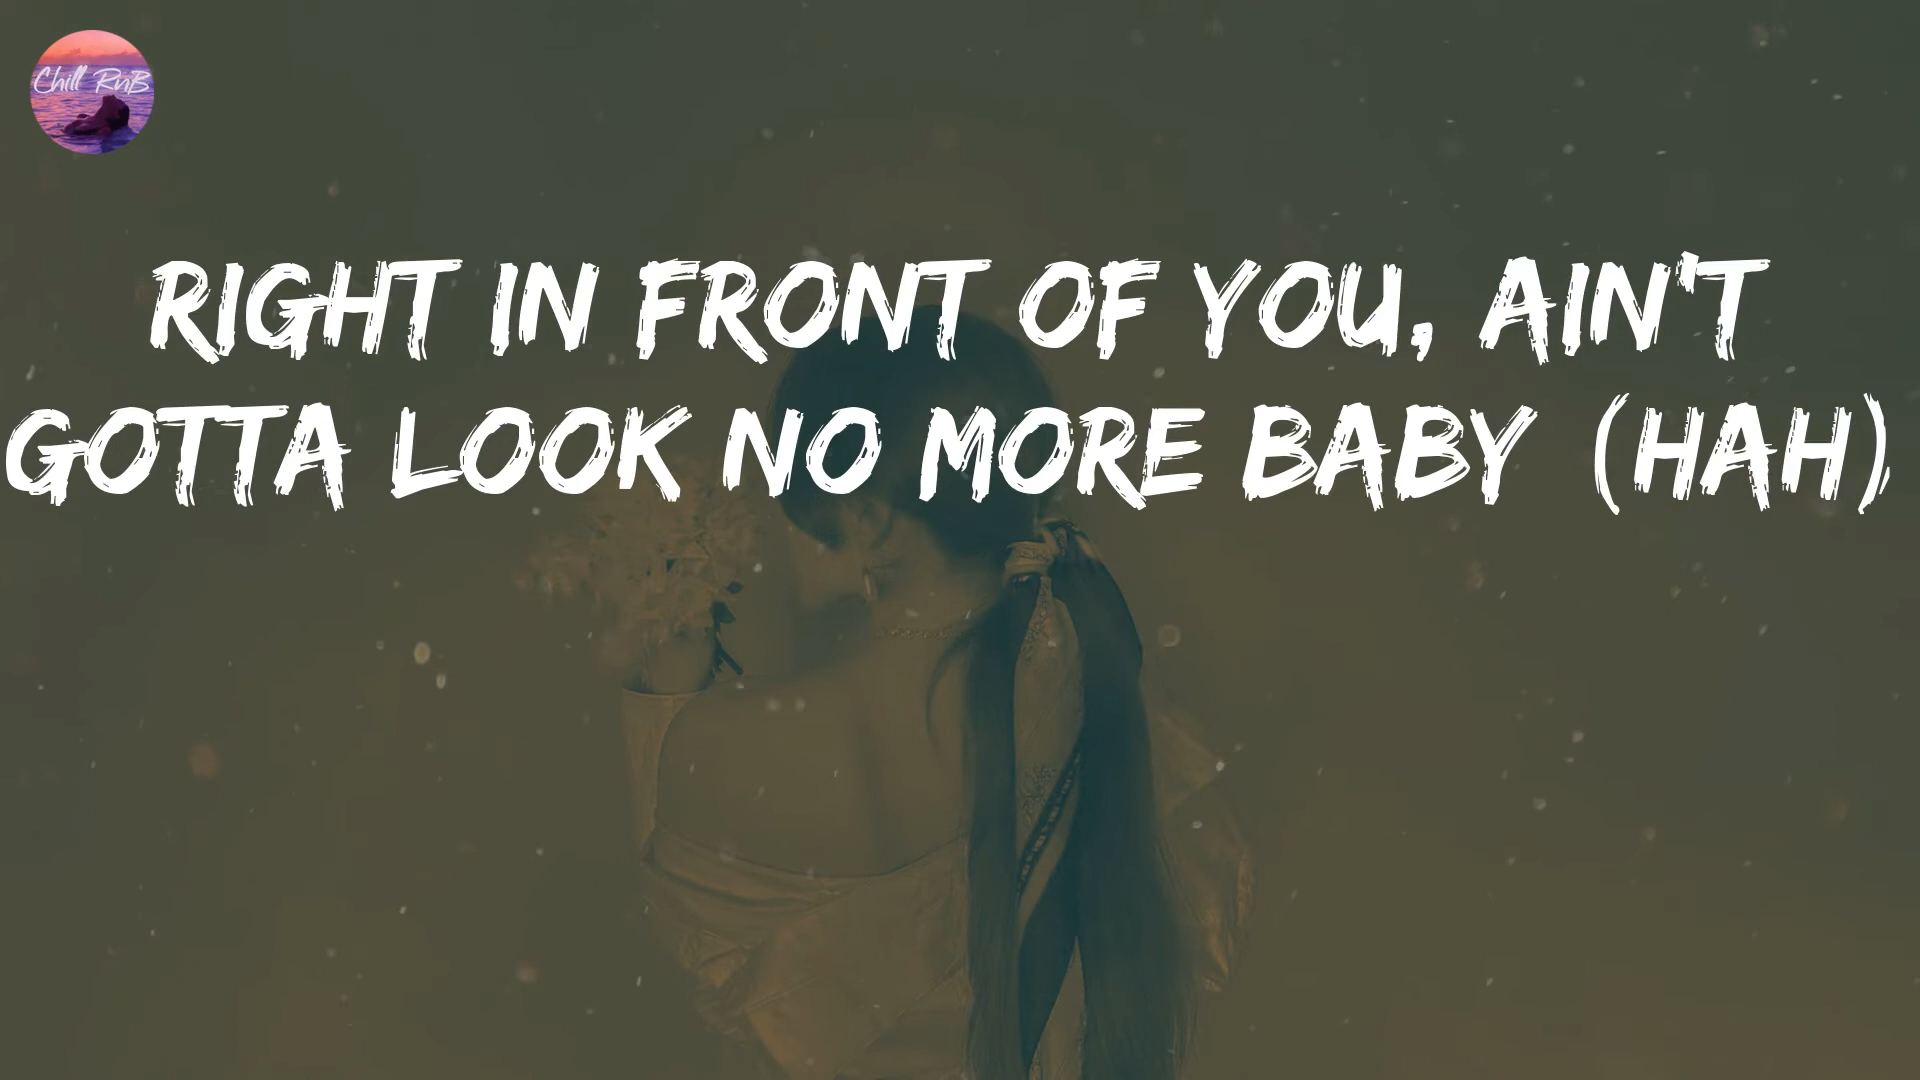 Chill RnB
RIGHT IN FRONT OF YOU, AIN'T
GOTTA LOOK NO MORE BABY (HAH)